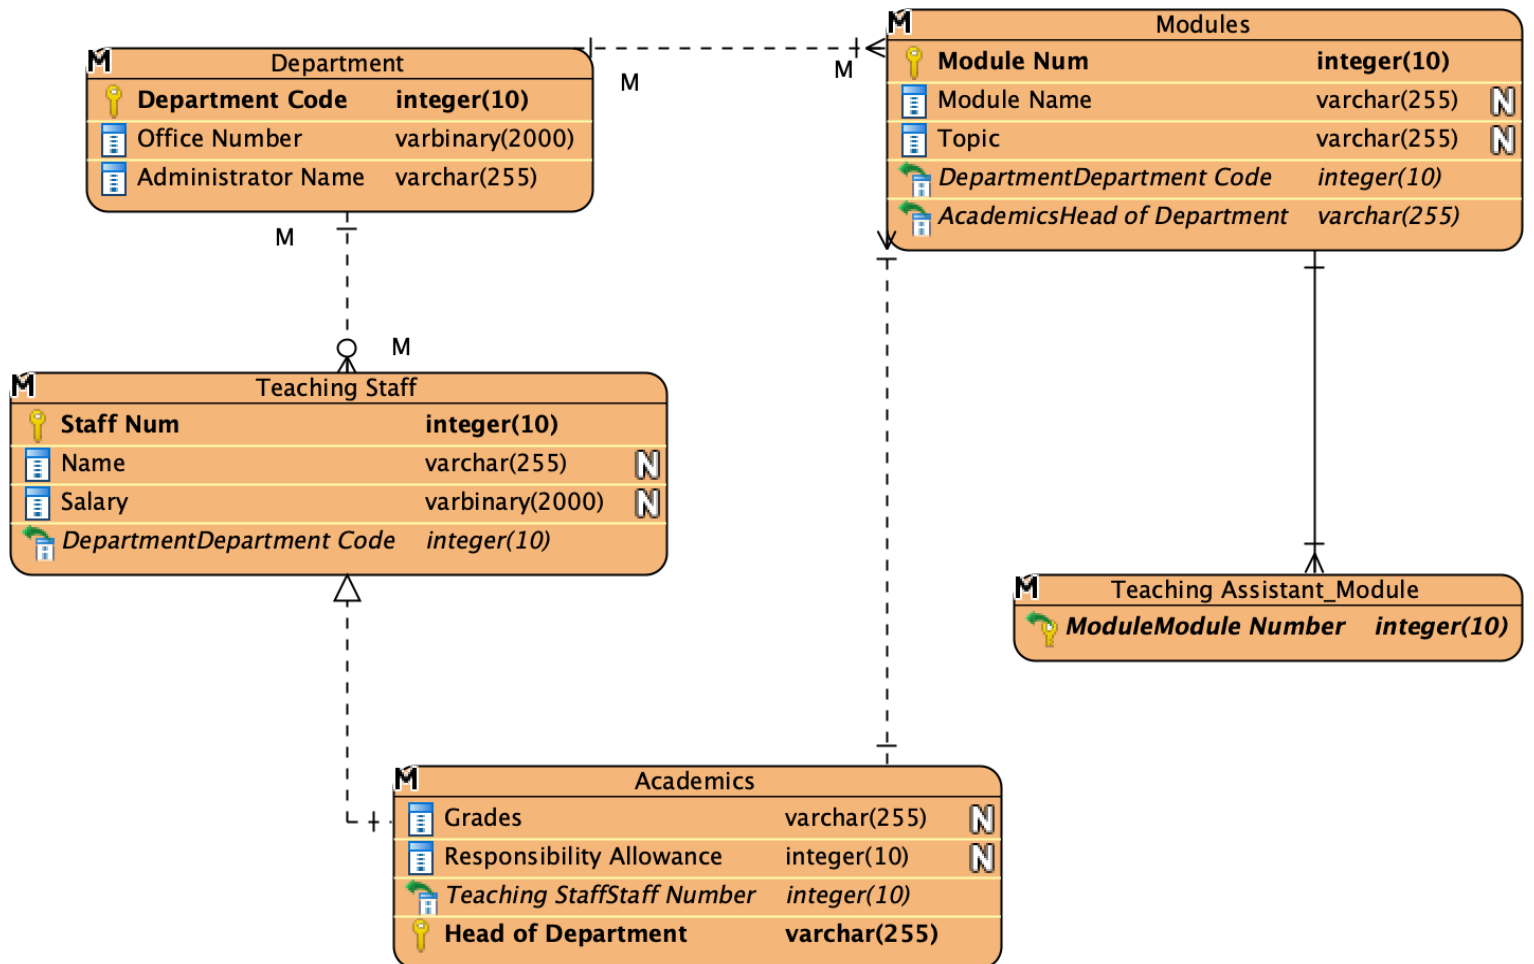 M Department
Department Code integer(10)
Office Number varbinary(2000)
Administrator Name varchar(255)
M
M
M Modules
Module Num integer(10)
Module Name varchar(255) N
Topic varchar(255) N
DepartmentDepartment Code integer(10)
AcademicsHead of Department varchar(255)
M
M
M Teaching Staff
Staff Num integer(10)
Name varchar(255) N
Salary varbinary(2000) N
DepartmentDepartment Code integer(10)
M Teaching Assistant_Module
ModuleModule Number integer(10)
M Academics
Grades varchar(255) N
Responsibility Allowance integer(10) N
Teaching StaffStaff Number integer(10)
Head of Department varchar(255)